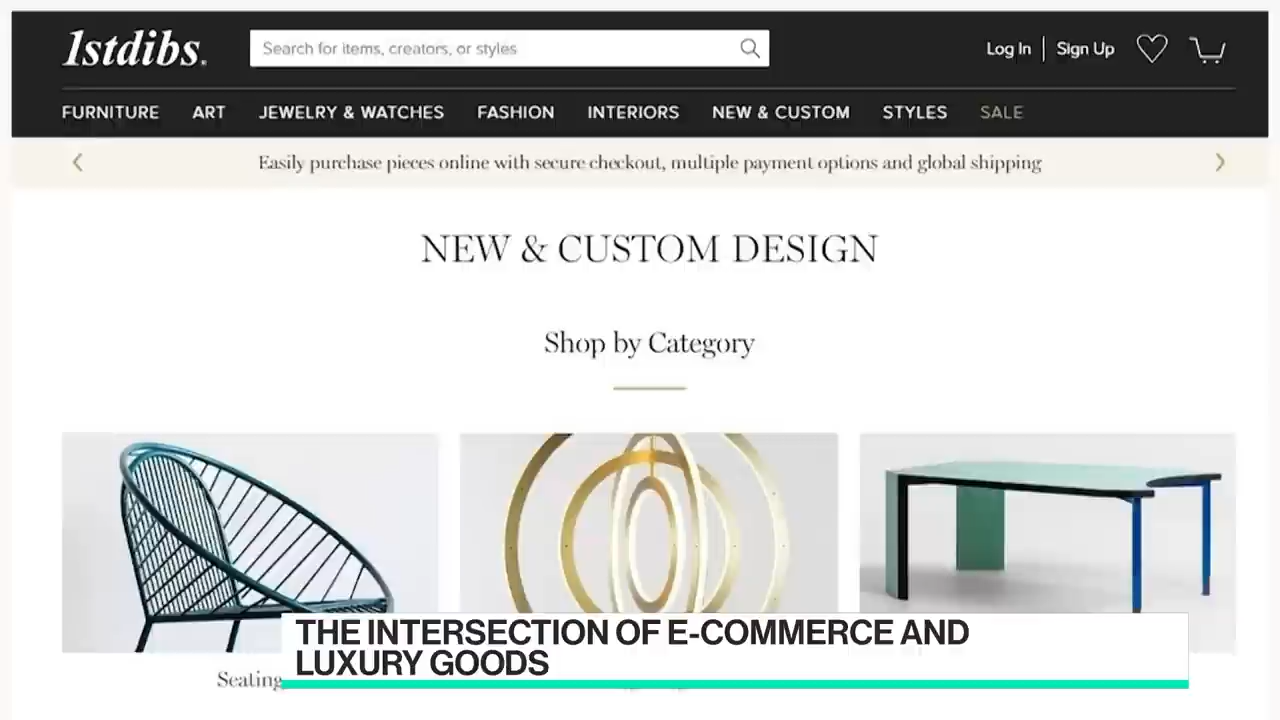 1stdibs.
Search for items, creators, or styles
Log In | Sign Up
FURNITURE ART JEWELRY & WATCHES FASHION INTERIORS NEW & CUSTOM STYLES SALE
Easily purchase pieces online with secure checkout, multiple payment options and global shipping
NEW & CUSTOM DESIGN
Shop by Category
THE INTERSECTION OF E-COMMERCE AND
LUXURY GOODS
Seating